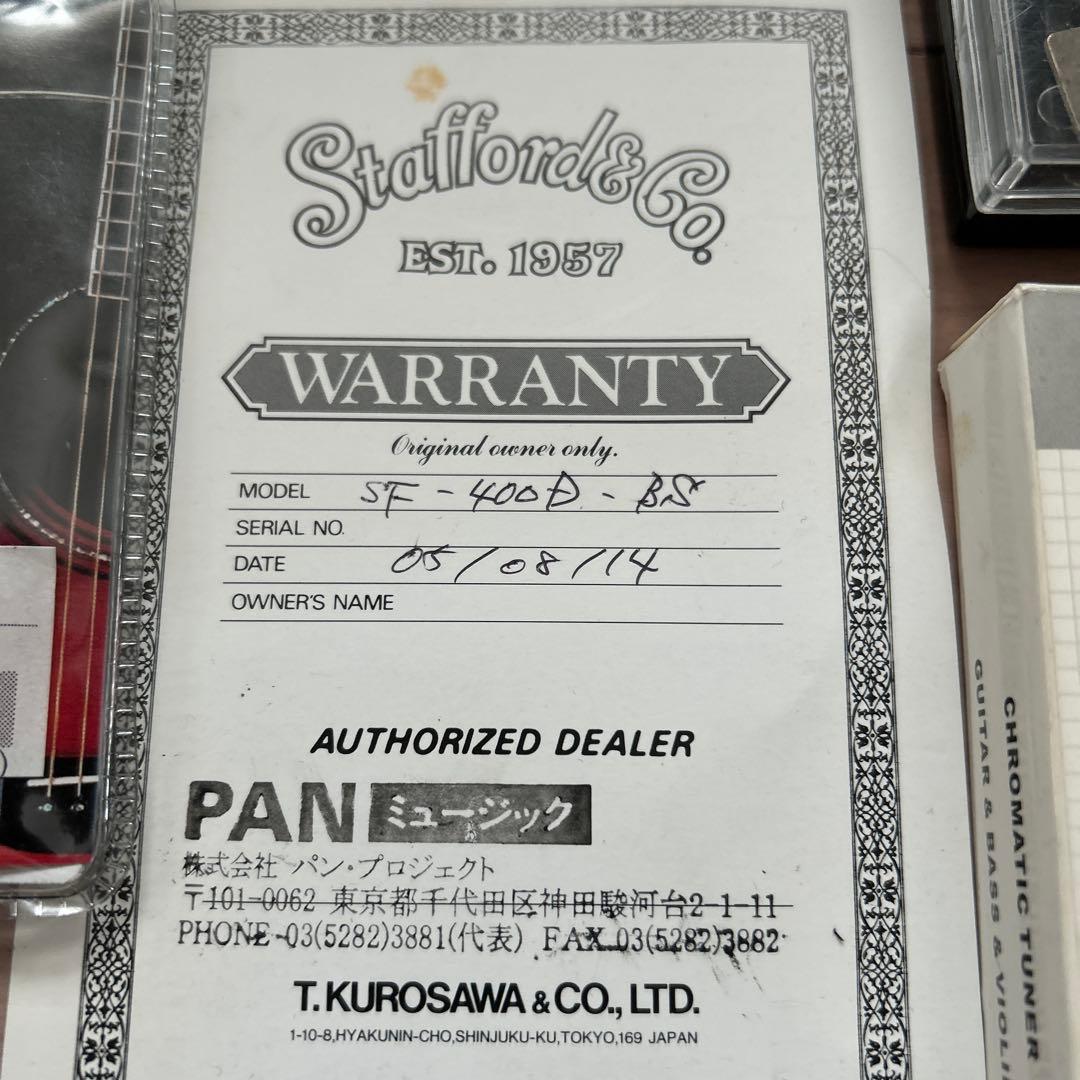 Stafford & Co.
EST. 1957
WARRANTY
Original owner only.
MODEL SF-400D-BS
SERIAL NO.
DATE 05/08/14
OWNER'S NAME
AUTHORIZED DEALER
PAN ミュージック
株式会社 パン・プロジェクト
〒101-0062 東京都千代田区神田駿河台2-1-11
PHONE 03(5282)3881(代表) FAX 03(5282)3882
T. KUROSAWA & CO., LTD.
1-10-8, HYAKUNIN-CHO, SHINJUKU-KU, TOKYO, 169 JAPAN
CHROMATIC TUNER
GUITAR & BASS & VIOLI